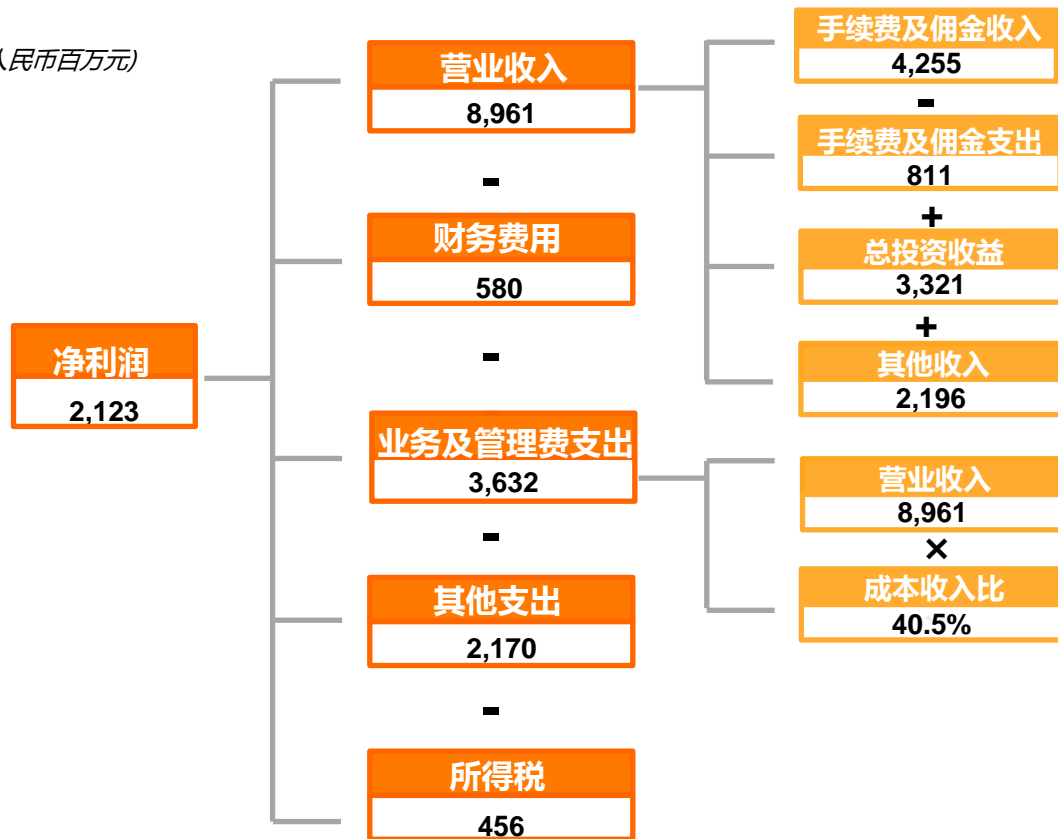 人民币百万元)
净利润
2,123
营业收入
8,961
-
财务费用
580
-
业务及管理费支出
3,632
-
其他支出
2,170
-
所得税
456
手续费及佣金收入
4,255
-
手续费及佣金支出
811
+
总投资收益
3,321
+
其他收入
2,196
营业收入
8,961
×
成本收入比
40.5%